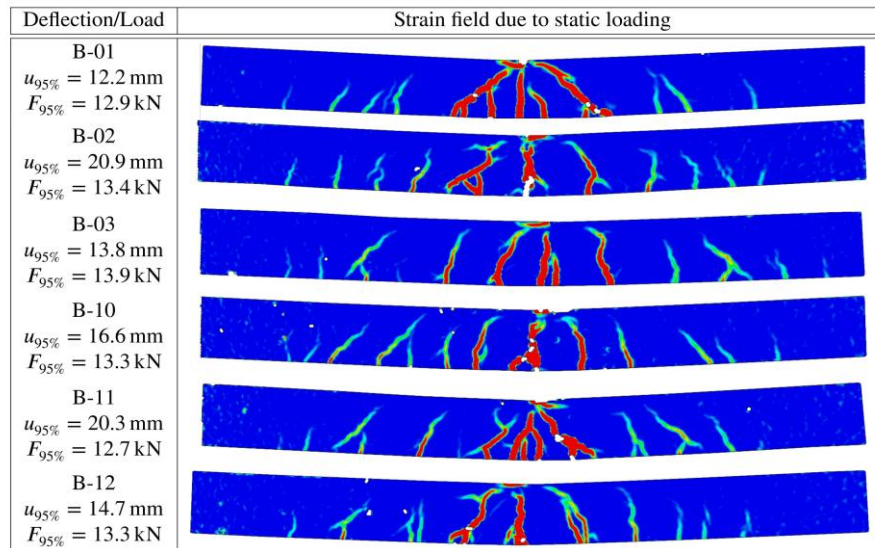 Deflection/Load
Strain field due to static loading
B-01
u95% = 12.2 mm
F95% = 12.9 kN
B-02
u95% = 20.9 mm
F95% = 13.4 kN
B-03
u95% = 13.8 mm
F95% = 13.9 kN
B-10
u95% = 16.6 mm
F95% = 13.3 kN
B-11
u95% = 20.3 mm
F95% = 12.7 kN
B-12
u95% = 14.7 mm
F95% = 13.3 kN